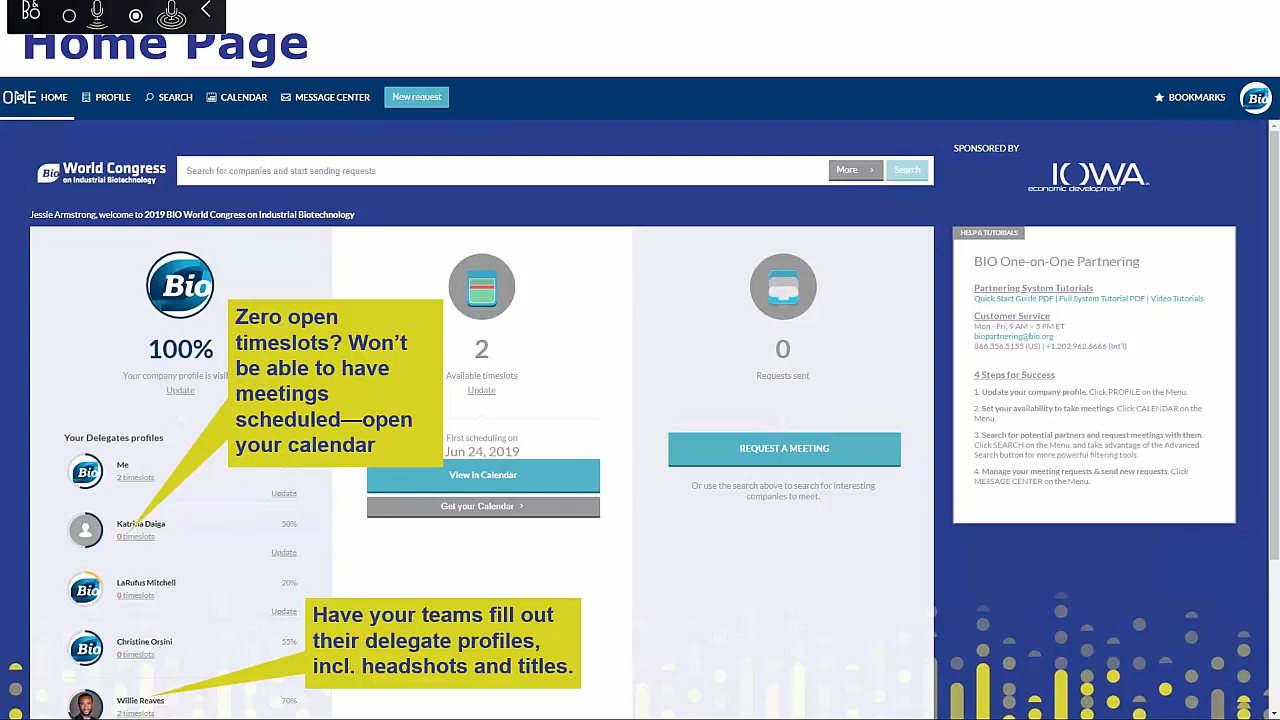 Home Page
ONE HOME PROFILE SEARCH CALENDAR MESSAGE CENTER New request BOOKMARKS Bio
SPONSORED BY
Bio World Congress
on Industrial Biotechnology
Search for companies and start sending requests More › Search
IOWA
economic development
Jessie Armstrong, welcome to 2019 BIO World Congress on Industrial Biotechnology
Bio
100%
Your company profile is visi
Update
Your Delegates profiles
Bio
Me
2 timeslots
Update
Katrina Daiga 50%
0 timeslots
Update
Bio
LaRufus Mitchell 20%
0 timeslots
Update
Bio
Christine Orsini 55%
0 timeslots
Willie Reaves 70%
2 timeslots
Zero open
timeslots? Won't
be able to have
meetings
scheduled—open
your calendar
Have your teams fill out
their delegate profiles,
incl. headshots and titles.
2
Available timeslots
Update
First scheduling on
Jun 24, 2019
View in Calendar
Get your Calendar ›
0
Requests sent
REQUEST A MEETING
Or use the search above to search for interesting
companies to meet.
HELP & TUTORIALS
BIO One-on-One Partnering
Partnering System Tutorials
Quick Start Guide PDF | Full System Tutorial PDF | Video Tutorials
Customer Service
Mon - Fri, 9 AM – 5 PM ET
biopartnering@bio.org
866.356.5155 (US) | +1.202.962.6666 (Int'l)
4 Steps for Success
1. Update your company profile. Click PROFILE on the Menu.
2. Set your availability to take meetings. Click CALENDAR on the
Menu.
3. Search for potential partners and request meetings with them.
Click SEARCH on the Menu, and take advantage of the Advanced
Search button for more powerful filtering tools.
4. Manage your meeting requests & send new requests. Click
MESSAGE CENTER on the Menu.